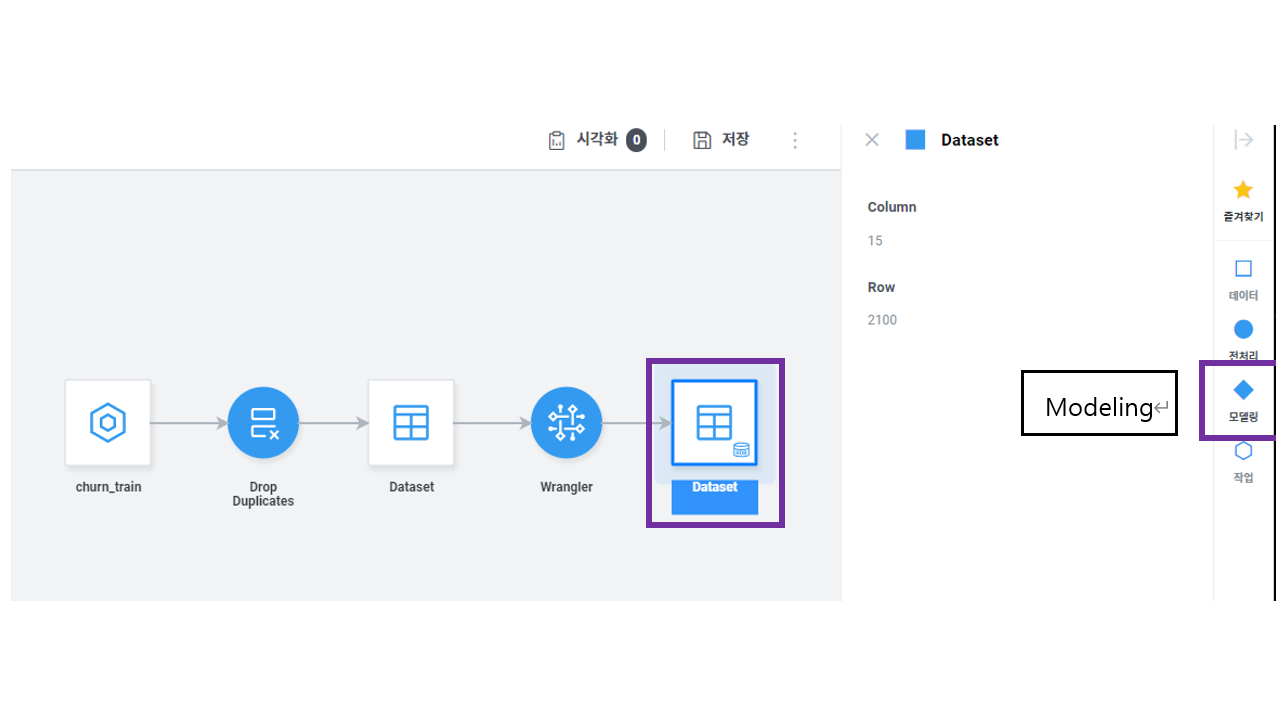 시각화 0
저장
Dataset
Column
15
Row
2100
즐겨찾기
데이터
전처리
모델링
작업
Modeling
churn_train
Drop
Duplicates
Dataset
Wrangler
Dataset